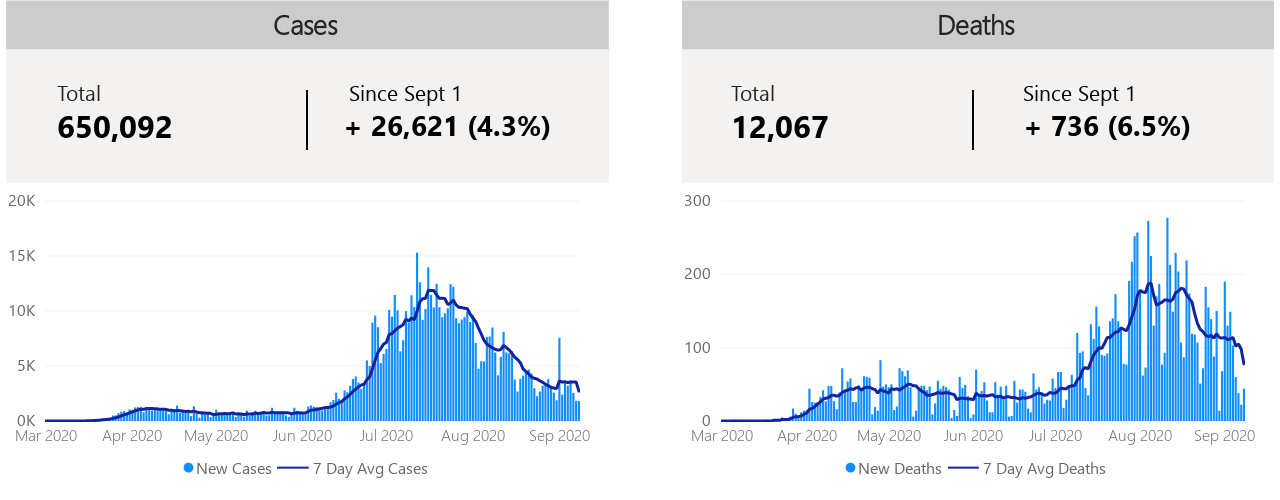 Cases
Total
650,092
Since Sept 1
+ 26,621 (4.3%)
20K
15K
10K
5K
0K
Mar 2020 Apr 2020 May 2020 Jun 2020 Jul 2020 Aug 2020 Sep 2020
New Cases 7 Day Avg Cases
Deaths
Total
12,067
Since Sept 1
+ 736 (6.5%)
300
200
100
0
Mar 2020 Apr 2020 May 2020 Jun 2020 Jul 2020 Aug 2020 Sep 2020
New Deaths 7 Day Avg Deaths